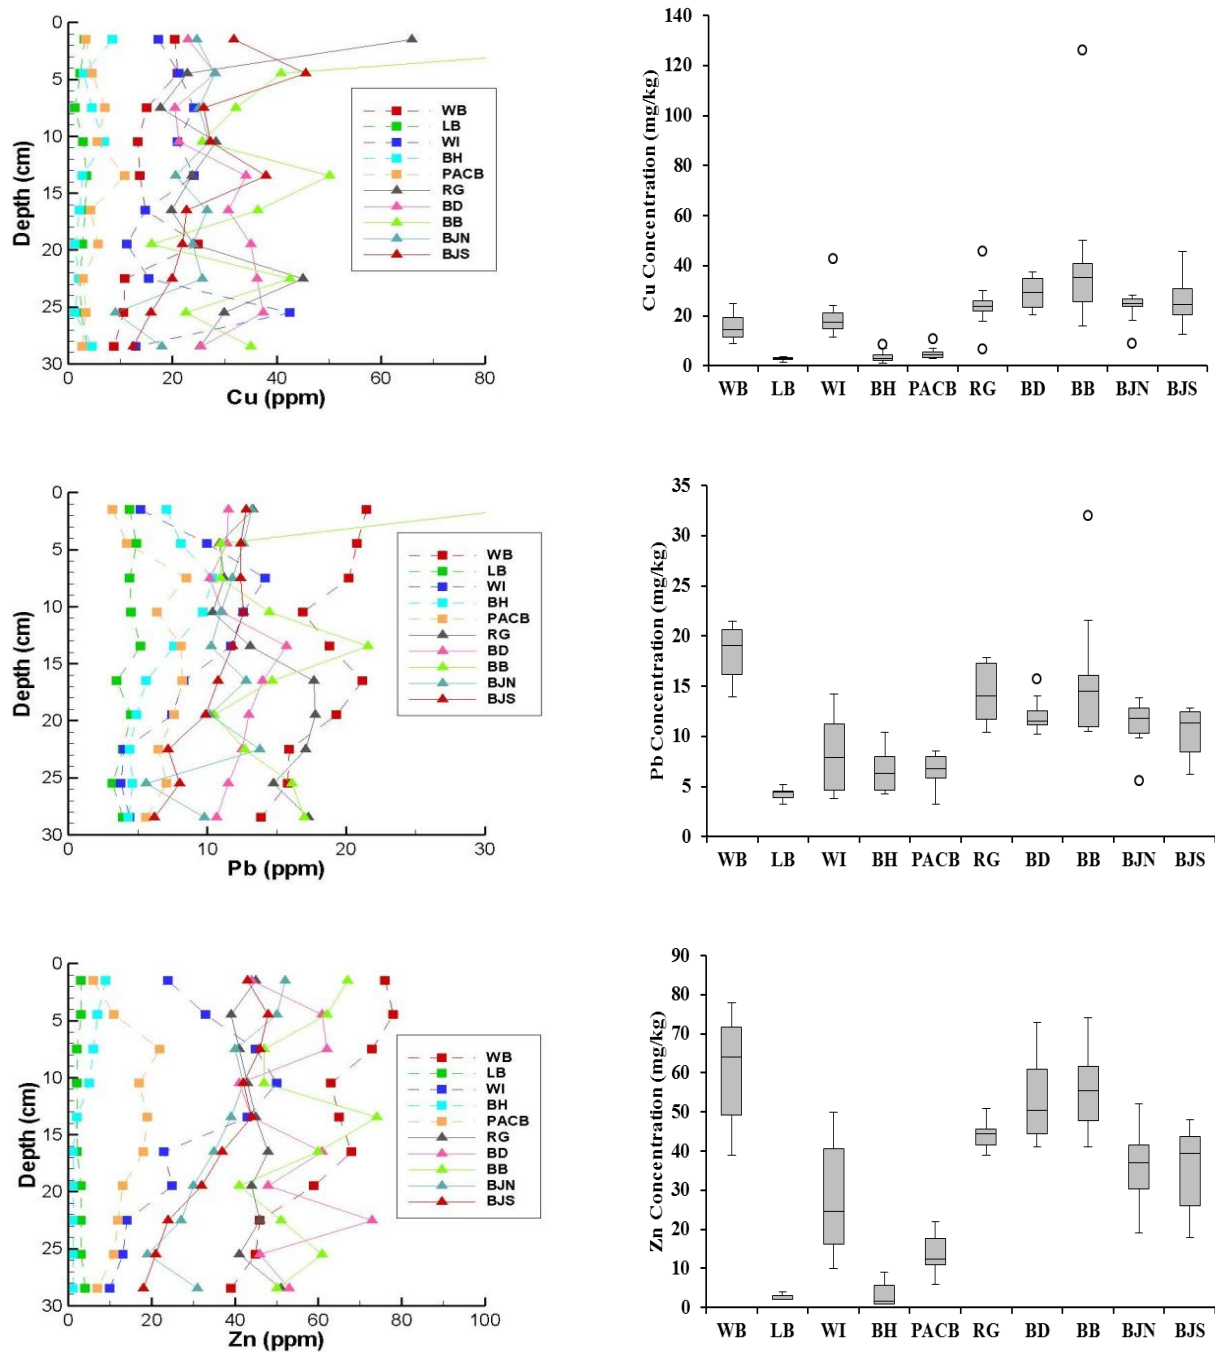 0
5
10
15
20
25
30
Depth (cm)
WB
LB
WI
BH
PACB
RG
BD
BB
BJN
BJS
0 20 40 60 80
Cu (ppm)
140
120
100
80
60
40
20
0
Cu Concentration (mg/kg)
WB LB WI BH PACB RG BD BB BJN BJS
0
5
10
15
20
25
30
Depth (cm)
WB
LB
WI
BH
PACB
RG
BD
BB
BJN
BJS
0 10 20 30
Pb (ppm)
35
30
25
20
15
10
5
0
Pb Concentration (mg/kg)
WB LB WI BH PACB RG BD BB BJN BJS
0
5
10
15
20
25
30
Depth (cm)
WB
LB
WI
BH
PACB
RG
BD
BB
BJN
BJS
0 20 40 60 80 100
Zn (ppm)
90
80
70
60
50
40
30
20
10
0
Zn Concentration (mg/kg)
WB LB WI BH PACB RG BD BB BJN BJS